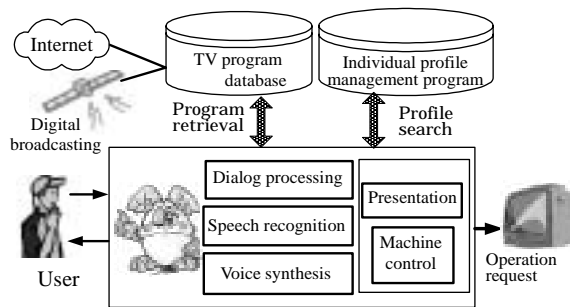 Internet
TV program
database
Individual profile
management program
Digital
broadcasting
Program
retrieval
Profile
search
Dialog processing
Speech recognition
Voice synthesis
Presentation
Machine
control
User
Operation
request